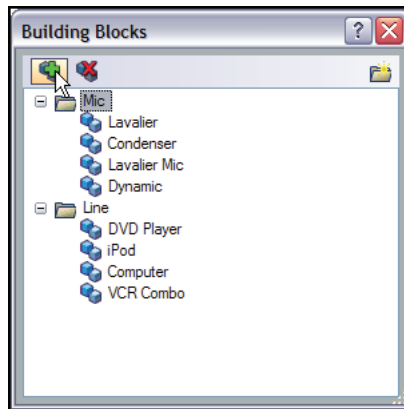 Building Blocks
Mic
Lavalier
Condenser
Lavalier Mic
Dynamic
Line
DVD Player
iPod
Computer
VCR Combo